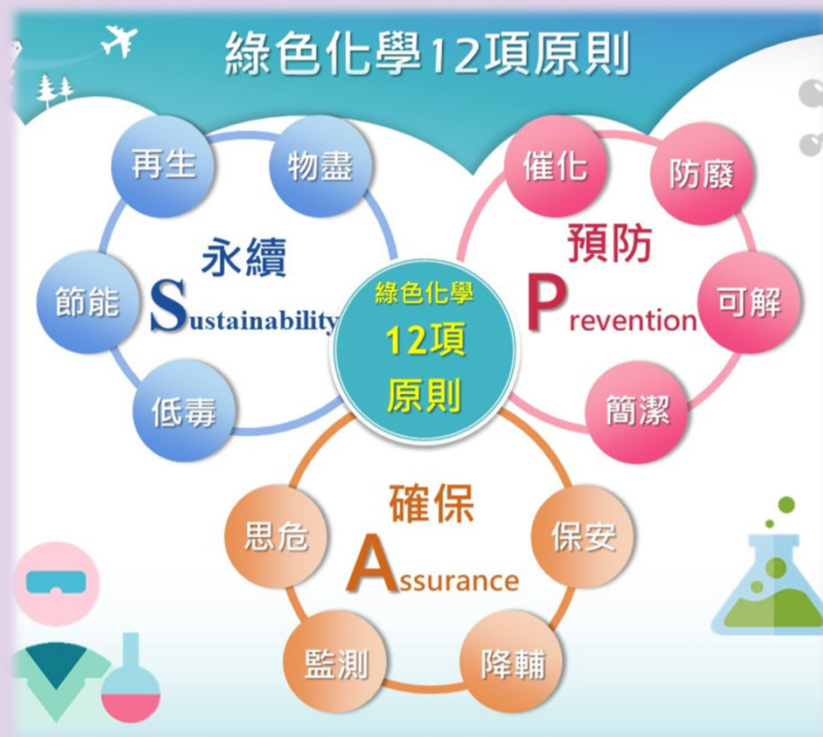 綠色化學12項原則
再生
物盡
節能
低毒
永續
Sustainability
催化
防廢
可解
簡潔
預防
Prevention
綠色化學
12項
原則
思危
保安
監測
降輔
確保
Assurance